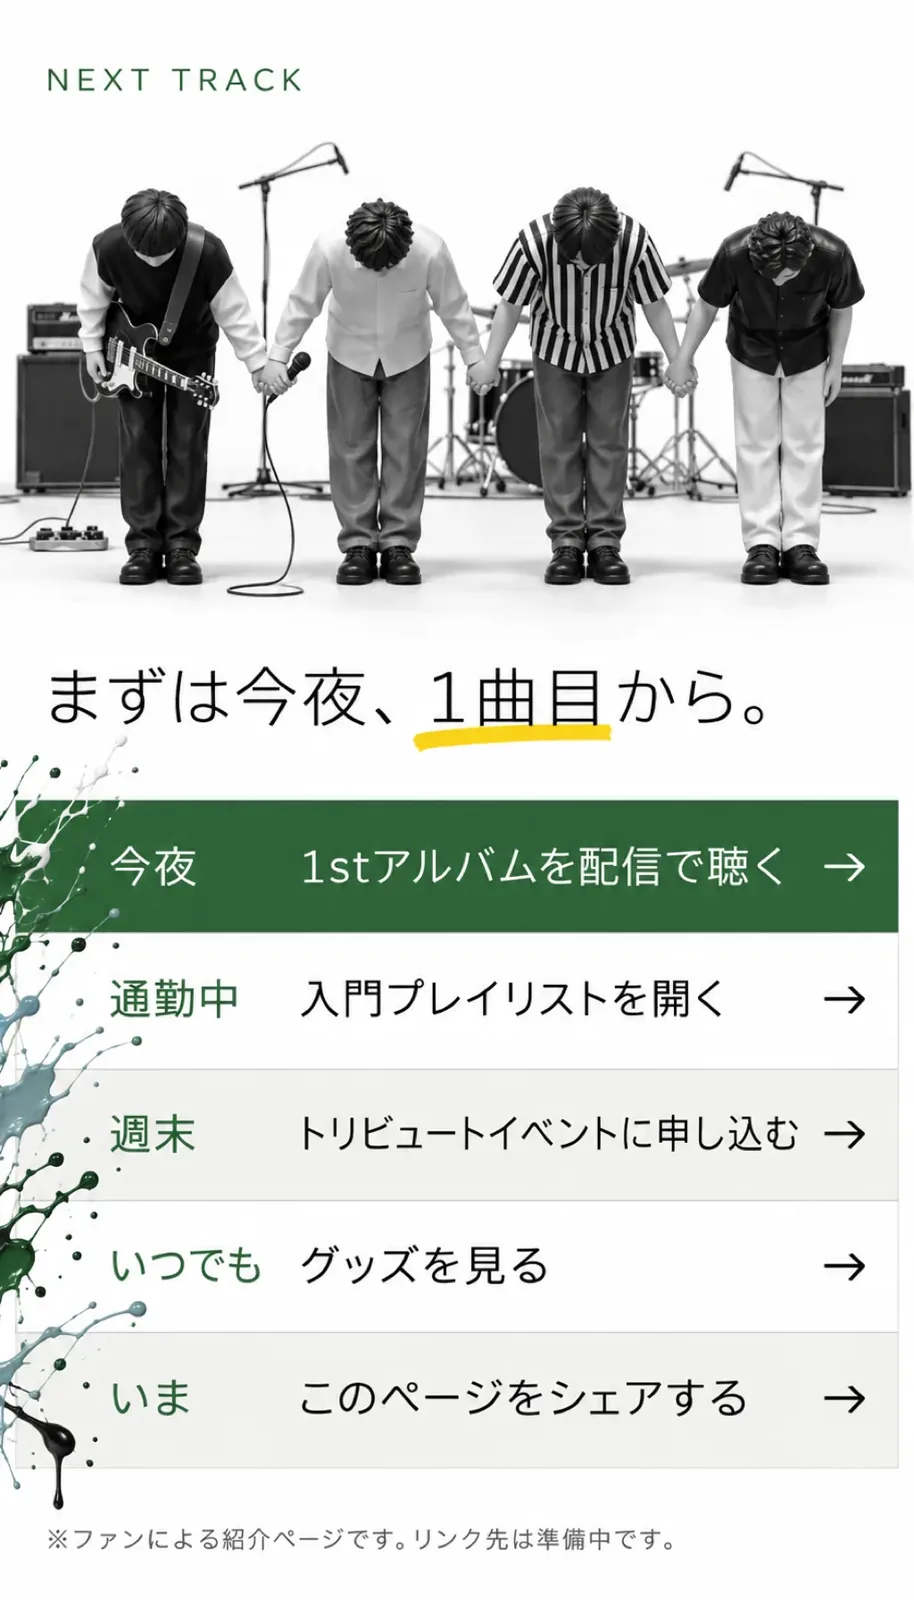 NEXT TRACK
まずは今夜、1曲目から。
今夜 1stアルバムを配信で聴く →
通勤中 入門プレイリストを開く →
週末 トリビュートイベントに申し込む →
いつでも グッズを見る →
いま このページをシェアする →
※ファンによる紹介ページです。リンク先は準備中です。